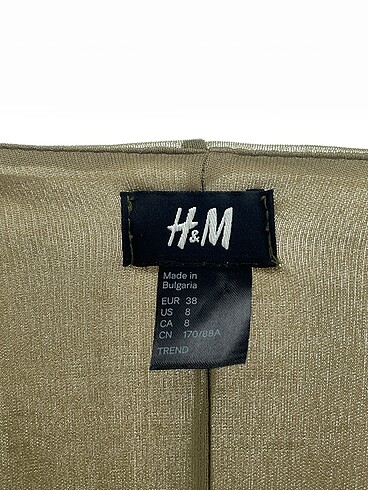 H&M
Made in
Bulgaria
EUR 38
US 8
CA 8
CN 170/88A
TREND